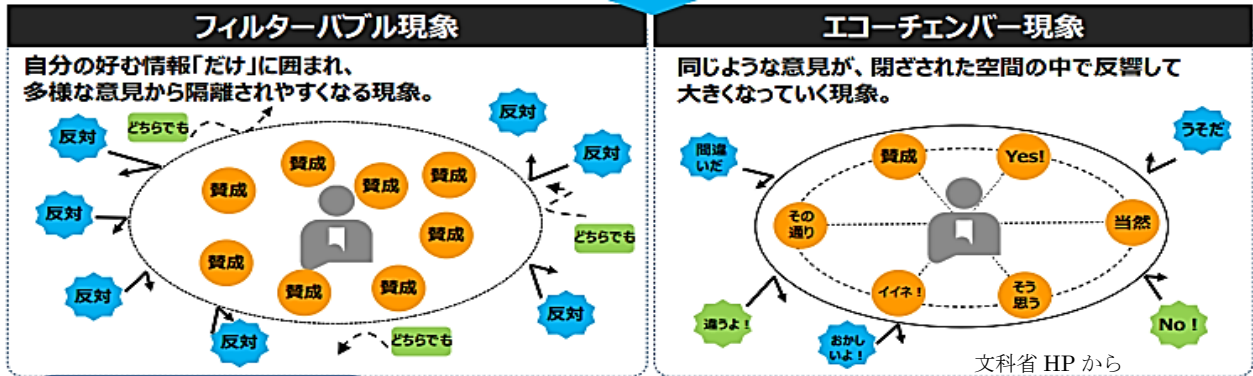 フィルターバブル現象
自分の好む情報「だけ」に囲まれ、
多様な意見から隔離されやすくなる現象。
反対
どちらでも
反対
反対
賛成
賛成
賛成
賛成
反対
賛成
賛成
どちらでも
賛成
反対
賛成
賛成
反対
反対
どちらでも
エコーチェンバー現象
同じような意見が、閉ざされた空間の中で反響して
大きくなっていく現象。
間違
いだ
賛成
Yes!
うそだ
その
通り
当然
イイネ！
そう
思う
違うよ！
おかし
いよ！
No！
文科省 HP から